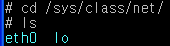 # cd /sys/class/net/
# ls
eth0  lo